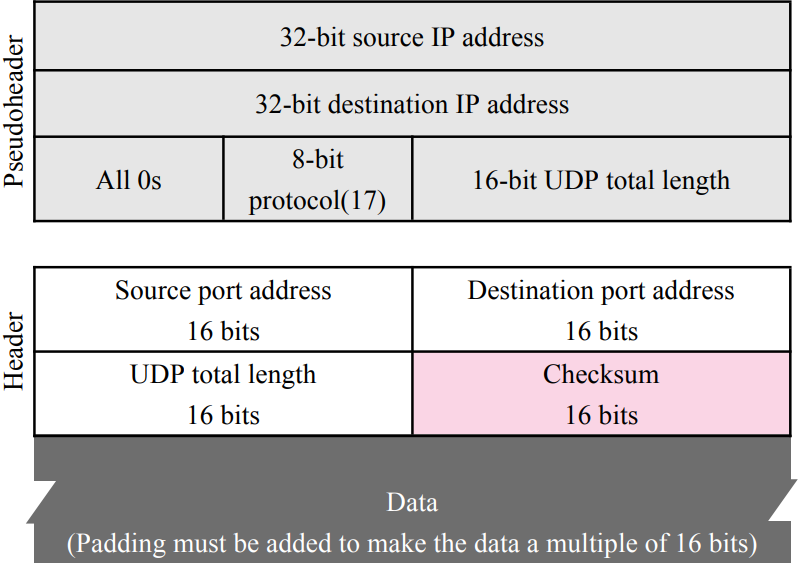 Pseudoheader
32-bit source IP address
32-bit destination IP address
All 0s
8-bit
protocol(17)
16-bit UDP total length
Header
Source port address
16 bits
Destination port address
16 bits
UDP total length
16 bits
Checksum
16 bits
Data
(Padding must be added to make the data a multiple of 16 bits)